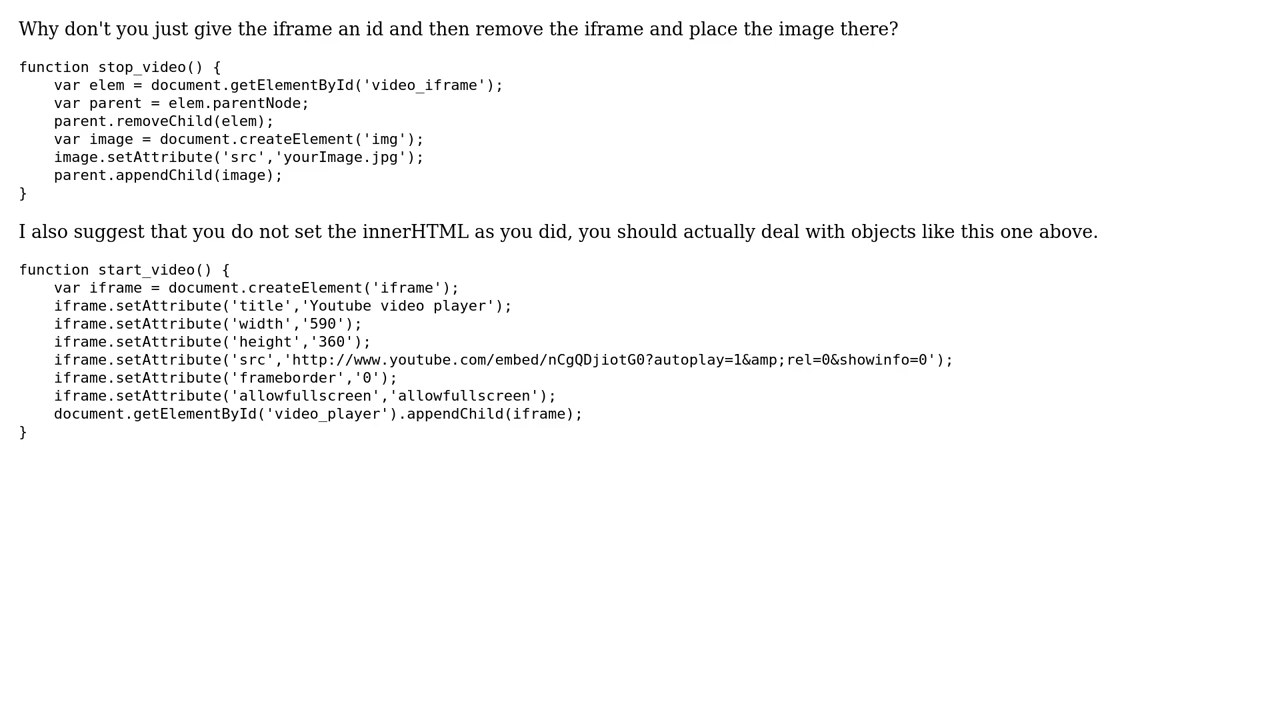 Why don't you just give the iframe an id and then remove the iframe and place the image there?
function stop_video() {
    var elem = document.getElementById('video_iframe');
    var parent = elem.parentNode;
    parent.removeChild(elem);
    var image = document.createElement('img');
    image.setAttribute('src','yourImage.jpg');
    parent.appendChild(image);
}
I also suggest that you do not set the innerHTML as you did, you should actually deal with objects like this one above.
function start_video() {
    var iframe = document.createElement('iframe');
    iframe.setAttribute('title','Youtube video player');
    iframe.setAttribute('width','590');
    iframe.setAttribute('height','360');
    iframe.setAttribute('src','http://www.youtube.com/embed/nCgQDjiotG0?autoplay=1&amp;rel=0&showinfo=0');
    iframe.setAttribute('frameborder','0');
    iframe.setAttribute('allowfullscreen','allowfullscreen');
    document.getElementById('video_player').appendChild(iframe);
}